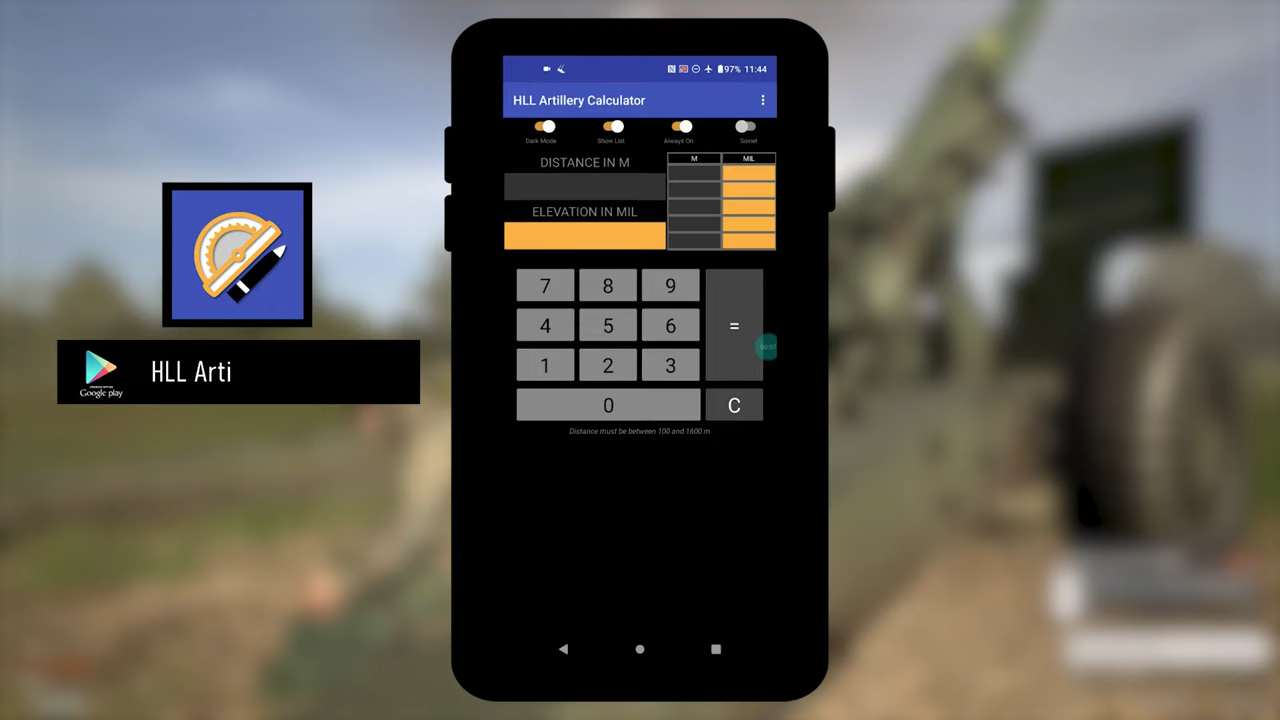 97% 11:44
HLL Artillery Calculator
Dark Mode Show List Always On Soviet
DISTANCE IN M
M MIL
ELEVATION IN MIL
7 8 9
4 5 6 =
1 2 3
0 C
Distance must be between 100 and 1600 m
HLL Arti
Google play